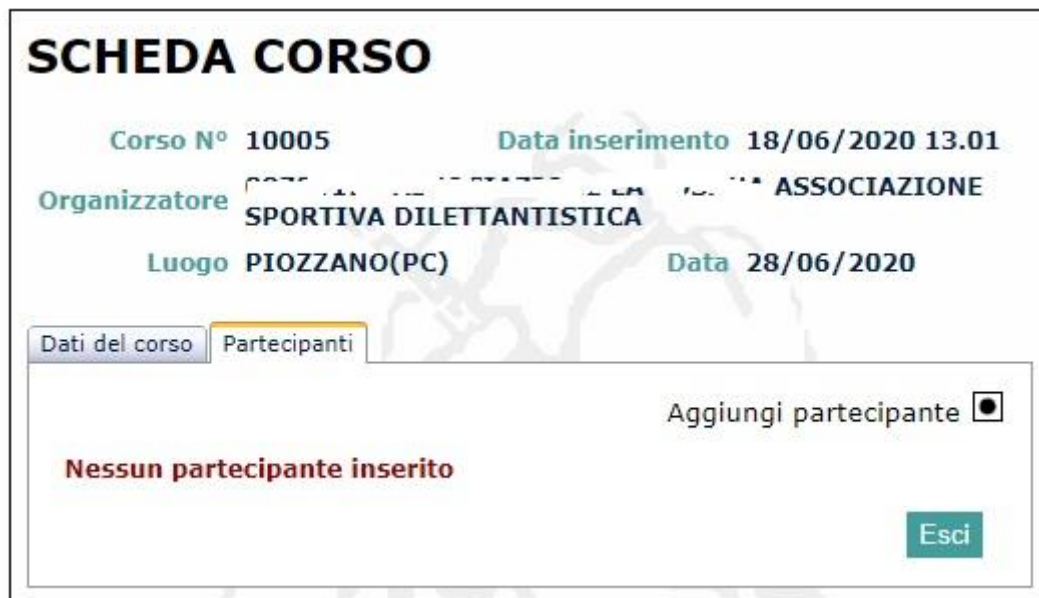 SCHEDA CORSO
Corso N° 10005 Data inserimento 18/06/2020 13.01
Organizzatore ASSOCIAZIONE
SPORTIVA DILETTANTISTICA
Luogo PIOZZANO(PC) Data 28/06/2020
Dati del corso Partecipanti
Aggiungi partecipante
Nessun partecipante inserito
Esci